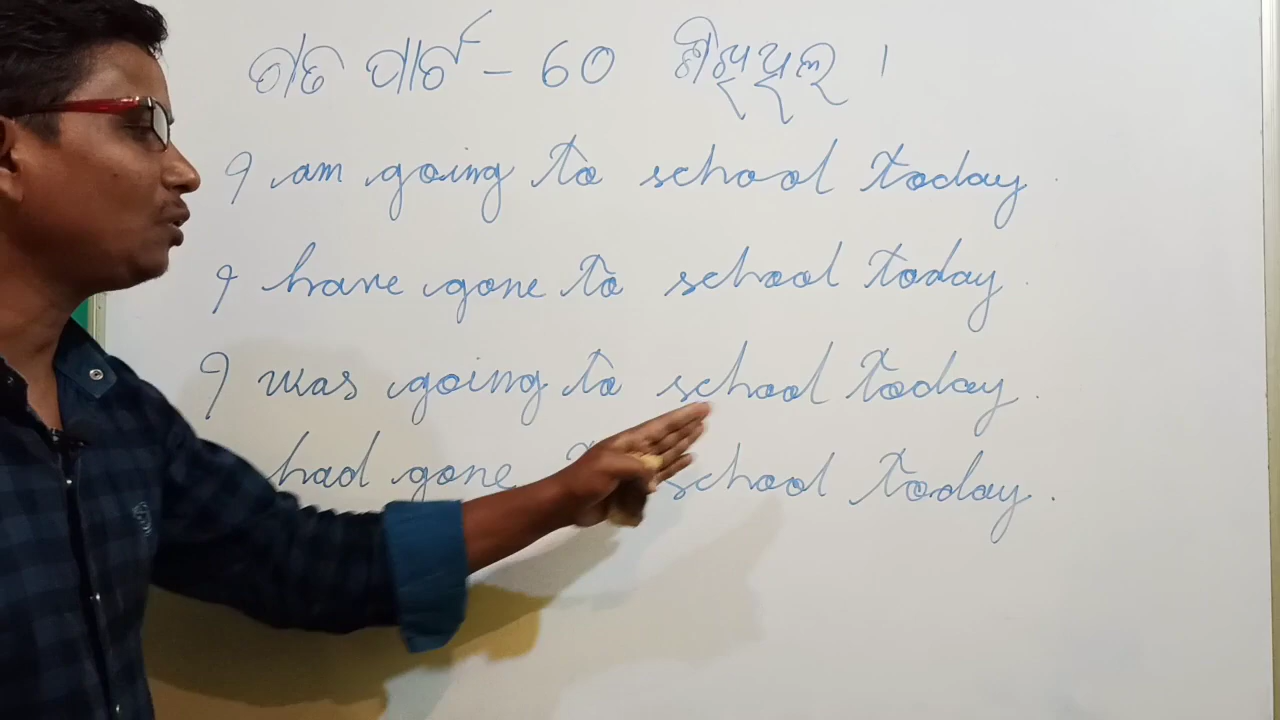 ଗତ ପାର୍ଟ - 60 ଶିଖିଥିଲ ।
I am going to school today.
I have gone to school today.
I was going to school today.
had gone school today.